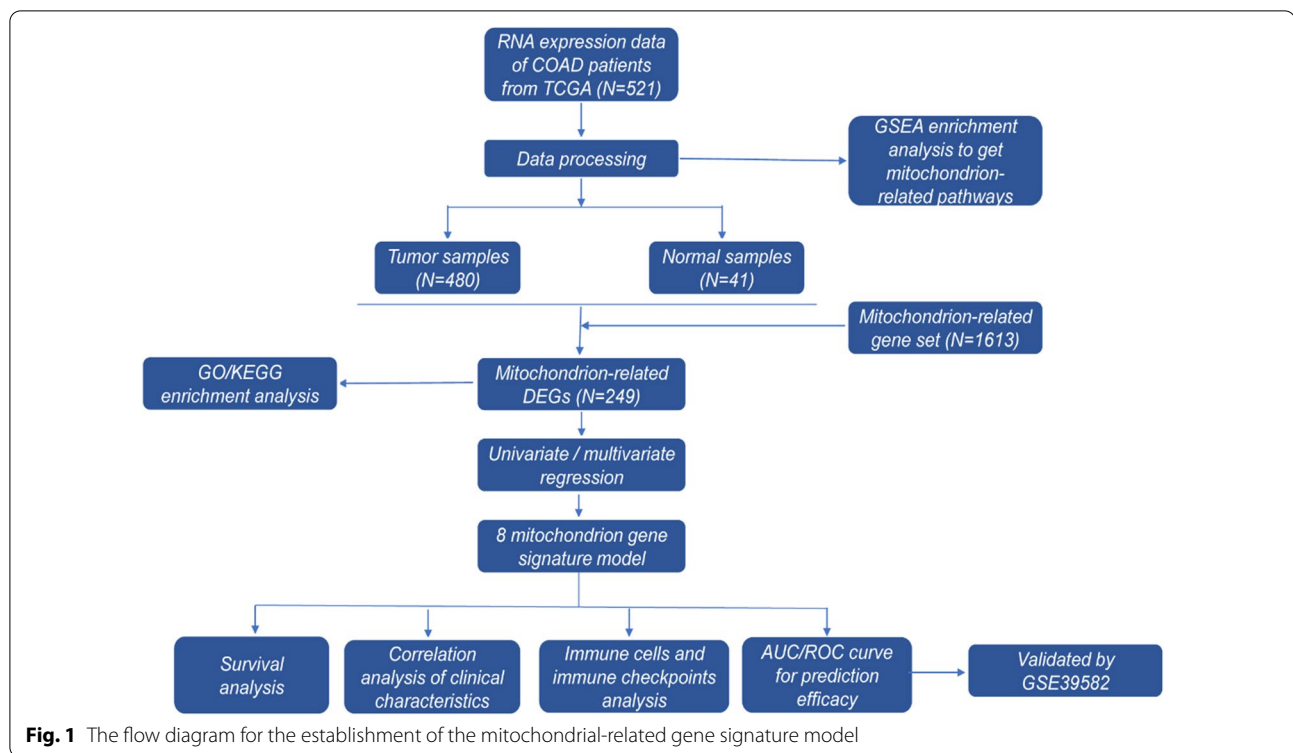 RNA expression data
of COAD patients
from TCGA (N=521)
Data processing
GSEA enrichment
analysis to get
mitochondrion-
related pathways
Tumor samples
(N=480)
Normal samples
(N=41)
Mitochondrion-related
gene set (N=1613)
GO/KEGG
enrichment analysis
Mitochondrion-related
DEGs (N=249)
Univariate / multivariate
regression
8 mitochondrion gene
signature model
Survival
analysis
Correlation
analysis of clinical
characteristics
Immune cells and
immune checkpoints
analysis
AUC/ROC curve
for prediction
efficacy
Validated by
GSE39582
Fig. 1 The flow diagram for the establishment of the mitochondrial-related gene signature model